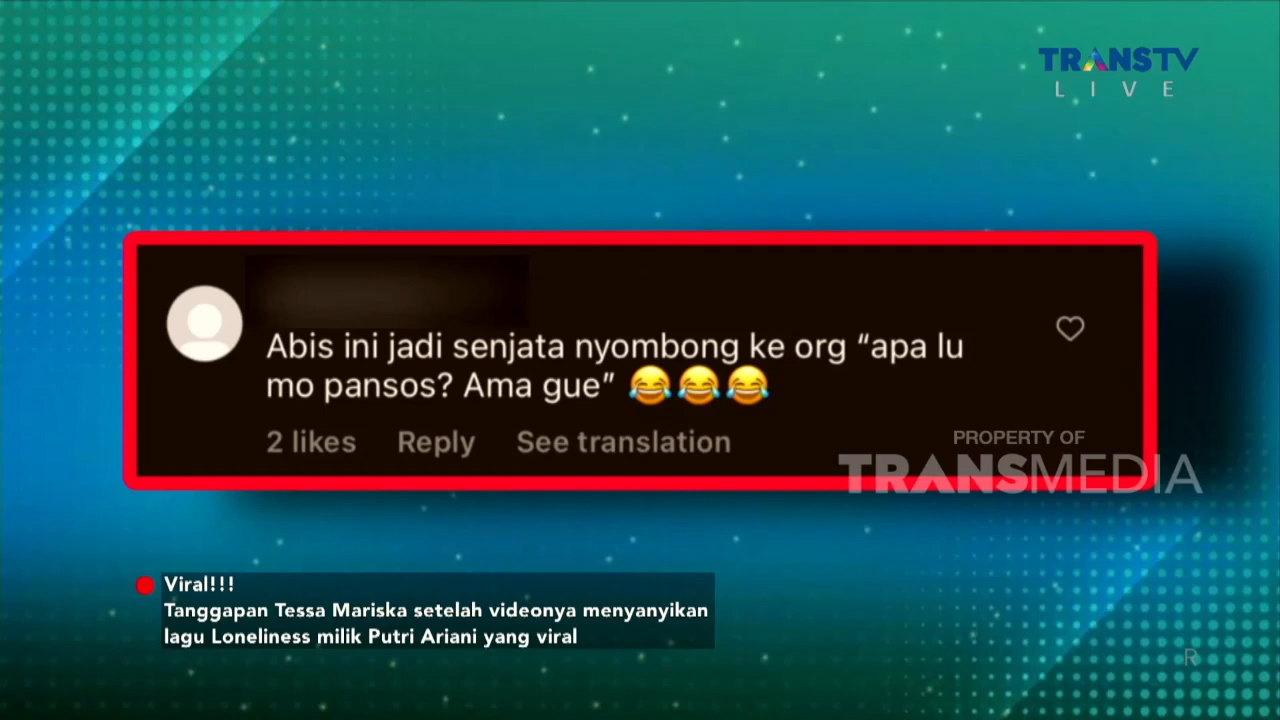 TRANSTV
LIVE
Abis ini jadi senjata nyombong ke org “apa lu
mo pansos? Ama gue” 😂😂😂
2 likes Reply See translation
PROPERTY OF
TRANSMEDIA
Viral!!!
Tanggapan Tessa Mariska setelah videonya menyanyikan
lagu Loneliness milik Putri Ariani yang viral
R